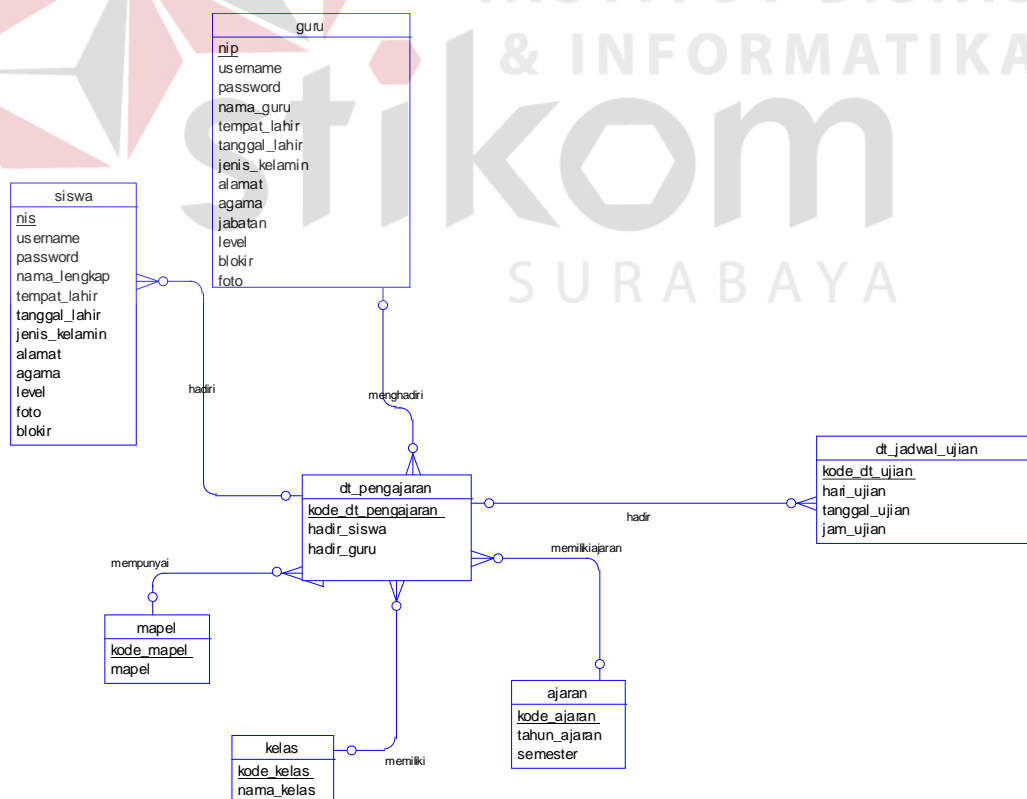 & INFORMATIKA
stikom
SURABAYA
guru
nip
username
password
nama_guru
tempat_lahir
tanggal_lahir
jenis_kelamin
alamat
agama
jabatan
level
blokir
foto
siswa
nis
username
password
nama_lengkap
tempat_lahir
tanggal_lahir
jenis_kelamin
alamat
agama
level
foto
blokir
hadiri
menghadiri
dt_jadwal_ujian
kode_dt_ujian
hari_ujian
tanggal_ujian
jam_ujian
dt_pengajaran
kode_dt_pengajaran
hadir_siswa
hadir_guru
hadir
memilikiajaran
mempunyai
mapel
kode_mapel
mapel
ajaran
kode_ajaran
tahun_ajaran
semester
kelas
kode_kelas
nama_kelas
memiliki